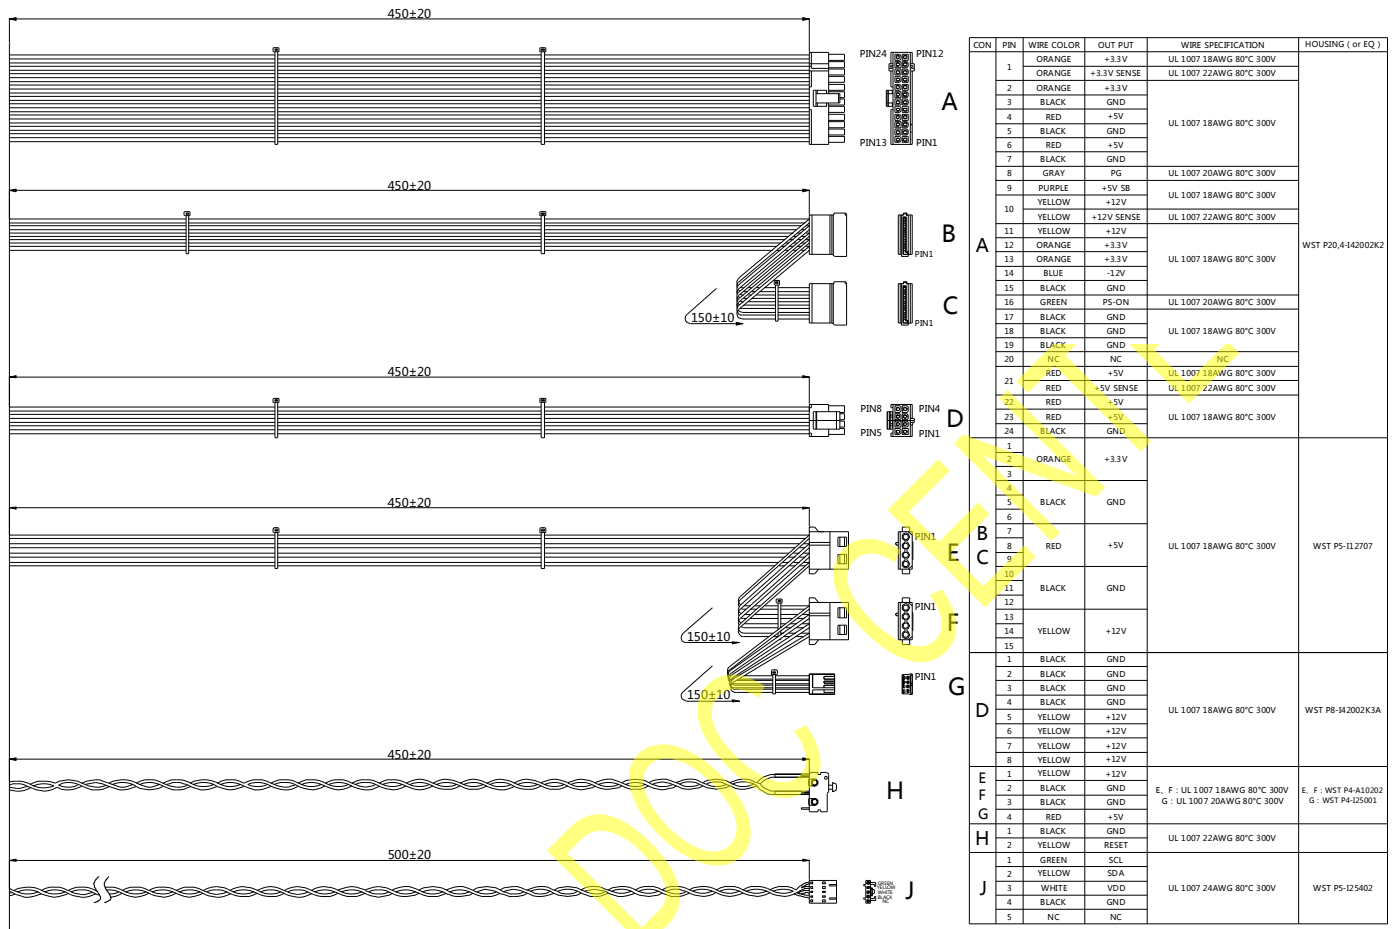 450±20
PIN24
PIN12
PIN13
PIN1
A
450±20
B
PIN1
C
PIN1
150±10
450±20
PIN8
PIN4
PIN5
PIN1
D
450±20
PIN1
E
PIN1
F
150±10
PIN1
G
150±10
450±20
H
500±20
GREEN
YELLOW
WHITE
BLACK
NC
J
CON PIN WIRE COLOR OUT PUT WIRE SPECIFICATION HOUSING ( or EQ )
A 1 ORANGE +3.3V UL 1007 18AWG 80°C 300V WST P20,4-I42002K2
ORANGE +3.3V SENSE UL 1007 22AWG 80°C 300V
2 ORANGE +3.3V UL 1007 18AWG 80°C 300V
3 BLACK GND
4 RED +5V
5 BLACK GND
6 RED +5V
7 BLACK GND
8 GRAY PG UL 1007 20AWG 80°C 300V
9 PURPLE +5V SB UL 1007 18AWG 80°C 300V
10 YELLOW +12V
YELLOW +12V SENSE UL 1007 22AWG 80°C 300V
11 YELLOW +12V UL 1007 18AWG 80°C 300V
12 ORANGE +3.3V
13 ORANGE +3.3V
14 BLUE -12V
15 BLACK GND
16 GREEN PS-ON UL 1007 20AWG 80°C 300V
17 BLACK GND UL 1007 18AWG 80°C 300V
18 BLACK GND
19 BLACK GND
20 NC NC NC
21 RED +5V UL 1007 18AWG 80°C 300V
RED +5V SENSE UL 1007 22AWG 80°C 300V
22 RED +5V UL 1007 18AWG 80°C 300V
23 RED +5V
24 BLACK GND
B C 1 2 3 ORANGE +3.3V UL 1007 18AWG 80°C 300V WST P5-I12707
4 5 6 BLACK GND
7 8 9 RED +5V
10 11 12 BLACK GND
13 14 15 YELLOW +12V
D 1 BLACK GND UL 1007 18AWG 80°C 300V WST P8-I42002K3A
2 BLACK GND
3 BLACK GND
4 BLACK GND
5 YELLOW +12V
6 YELLOW +12V
7 YELLOW +12V
8 YELLOW +12V
E F G 1 YELLOW +12V E、F : UL 1007 18AWG 80°C 300V E、F : WST P4-A10202
2 BLACK GND G : UL 1007 20AWG 80°C 300V G : WST P4-I25001
3 BLACK GND
4 RED +5V
H 1 BLACK GND UL 1007 22AWG 80°C 300V
2 YELLOW RESET
J 1 GREEN SCL UL 1007 24AWG 80°C 300V WST P5-I25402
2 YELLOW SDA
3 WHITE VDD
4 BLACK GND
5 NC NC
DOC CENT